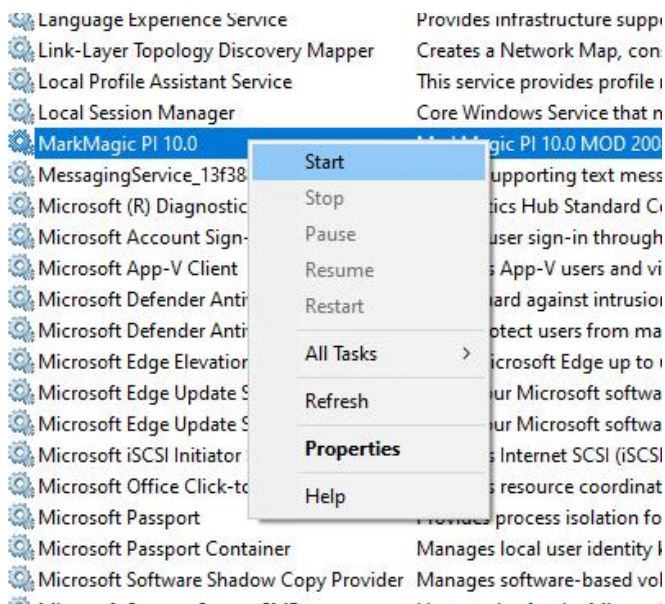 Language Experience Service Provides infrastructure supp
Link-Layer Topology Discovery Mapper Creates a Network Map, con
Local Profile Assistant Service This service provides profile
Local Session Manager Core Windows Service that
MarkMagic PI 10.0 gic PI 10.0 MOD 200
Start
MessagingService_13f38 upporting text mess
Stop
Microsoft (R) Diagnostic ics Hub Standard C
Pause
Microsoft Account Sign- user sign-in through
Microsoft App-V Client Resume s App-V users and vi
Microsoft Defender Anti Restart ard against intrusio
Microsoft Defender Anti otect users from ma
All Tasks
Microsoft Edge Elevation icrosoft Edge up to
Microsoft Edge Update S Refresh ur Microsoft softwa
Microsoft Edge Update S ur Microsoft softwa
Microsoft iSCSI Initiator Properties s Internet SCSI (iSCSI
Microsoft Office Click-to s resource coordinat
Help
Microsoft Passport process isolation fo
Microsoft Passport Container Manages local user identity
Microsoft Software Shadow Copy Provider Manages software-based vol